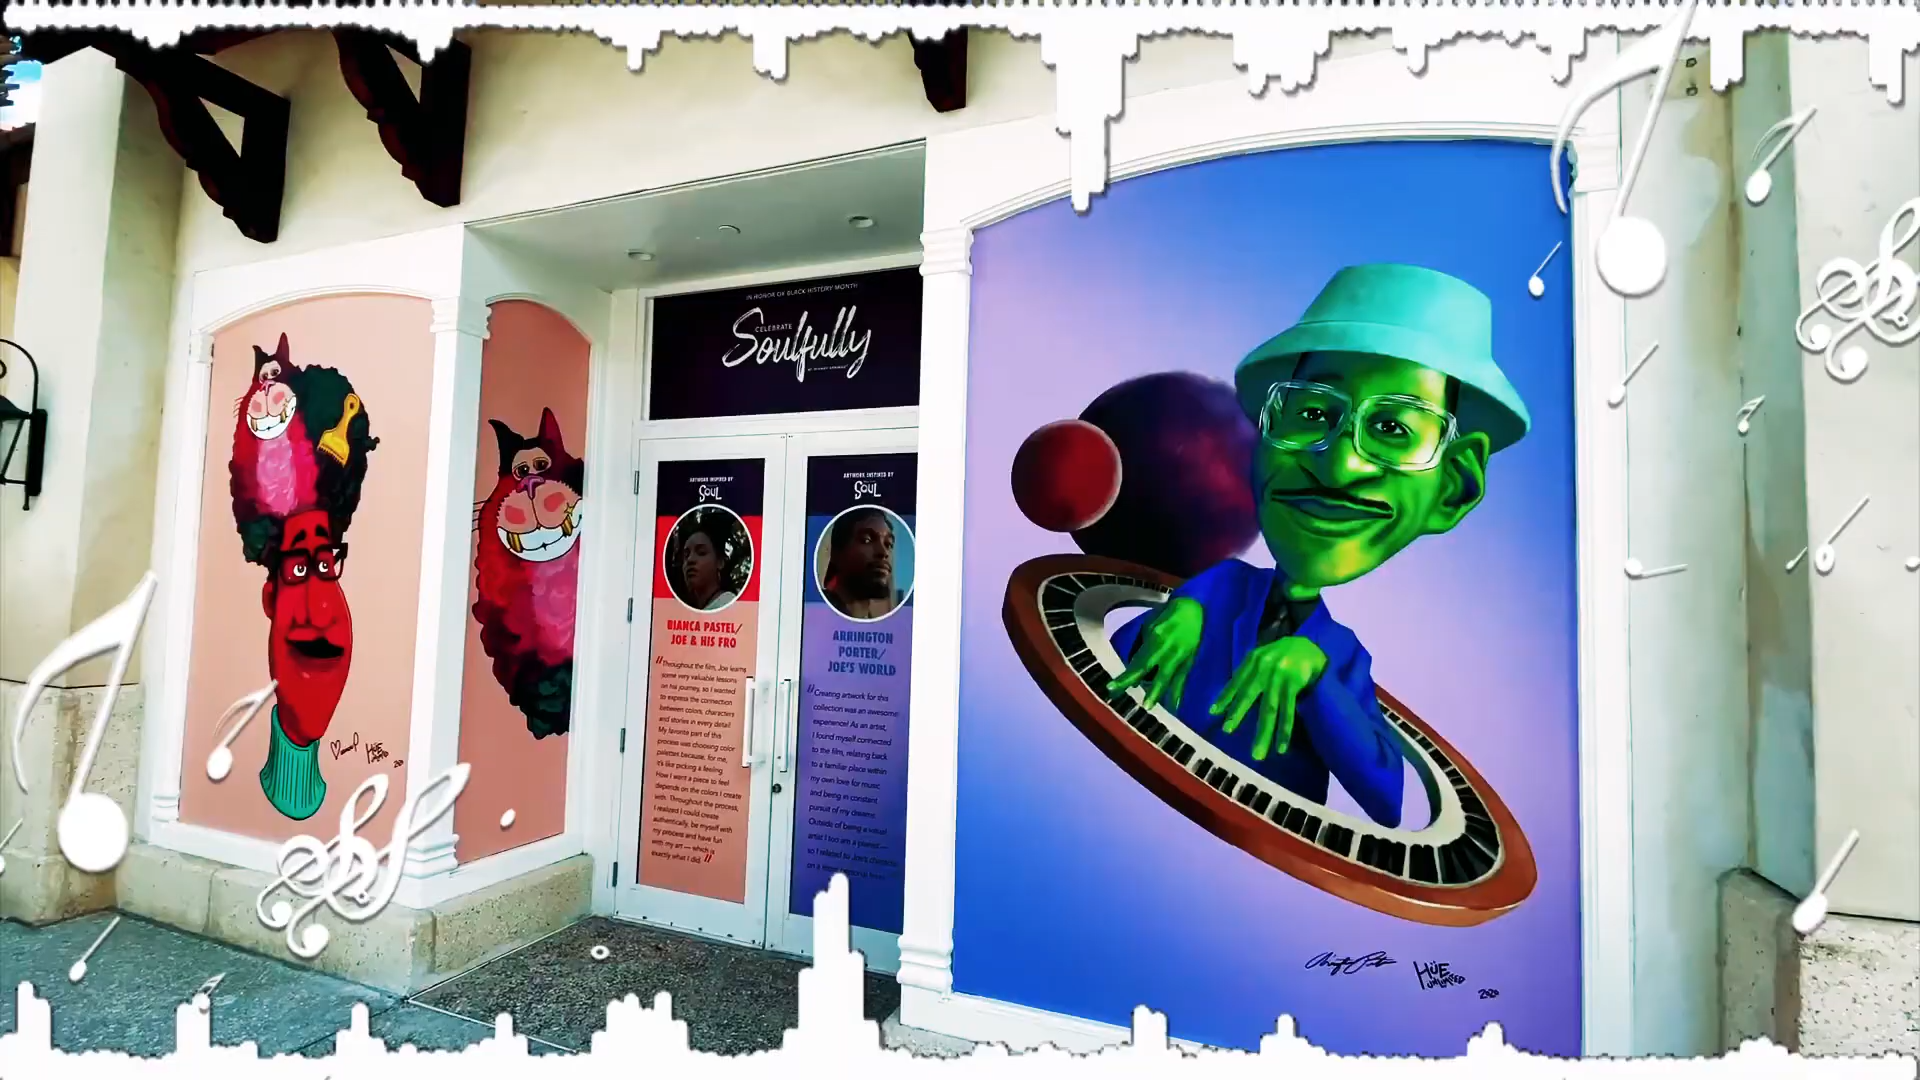 IN HONOR OF BLACK HISTORY MONTH
CELEBRATE
Soulfully
AT DISNEY SPRINGS
ARTWORK INSPIRED BY
SOUL
BIANCA PASTEL/
JOE & HIS FRO
"Throughout the film, Joe learns
some very valuable lessons
on his journey, so I wanted
to express the connection
between colors, characters
and stories in every detail.
My favorite part of this
process was choosing color
palettes because, for me,
it's like picking a feeling.
How I want a piece to feel
depends on the colors I create
with. Throughout the process,
I realized I could create
authentically, be myself with
my process and have fun
with my art — which is
exactly what I did."
ARTWORK INSPIRED BY
SOUL
ARRINGTON
PORTER/
JOE'S WORLD
"Creating artwork for this
collection was an awesome
experience! As an artist,
I found myself connected
to the film, relating back
to a familiar place within
my own love for music
and being in constant
pursuit of my dreams.
Outside of being a visual
artist I too am a pianist —
so I related to Joe's character
HÜE
UNLIMITED
2020